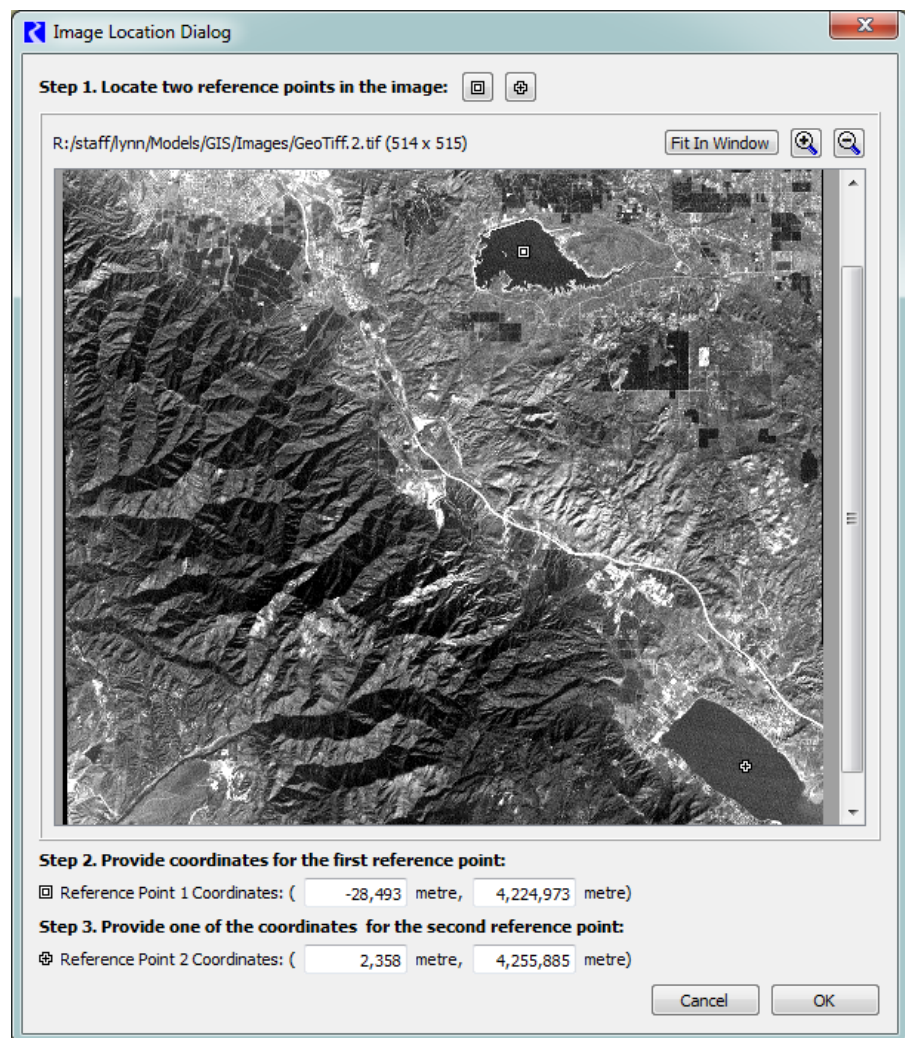 Image Location Dialog
Step 1. Locate two reference points in the image:
R:/staff/lynn/Models/GIS/Images/GeoTiff.2.tif (514 x 515) Fit In Window
Step 2. Provide coordinates for the first reference point:
Reference Point 1 Coordinates: ( -28,493 metre, 4,224,973 metre)
Step 3. Provide one of the coordinates for the second reference point:
Reference Point 2 Coordinates: ( 2,358 metre, 4,255,885 metre)
Cancel OK